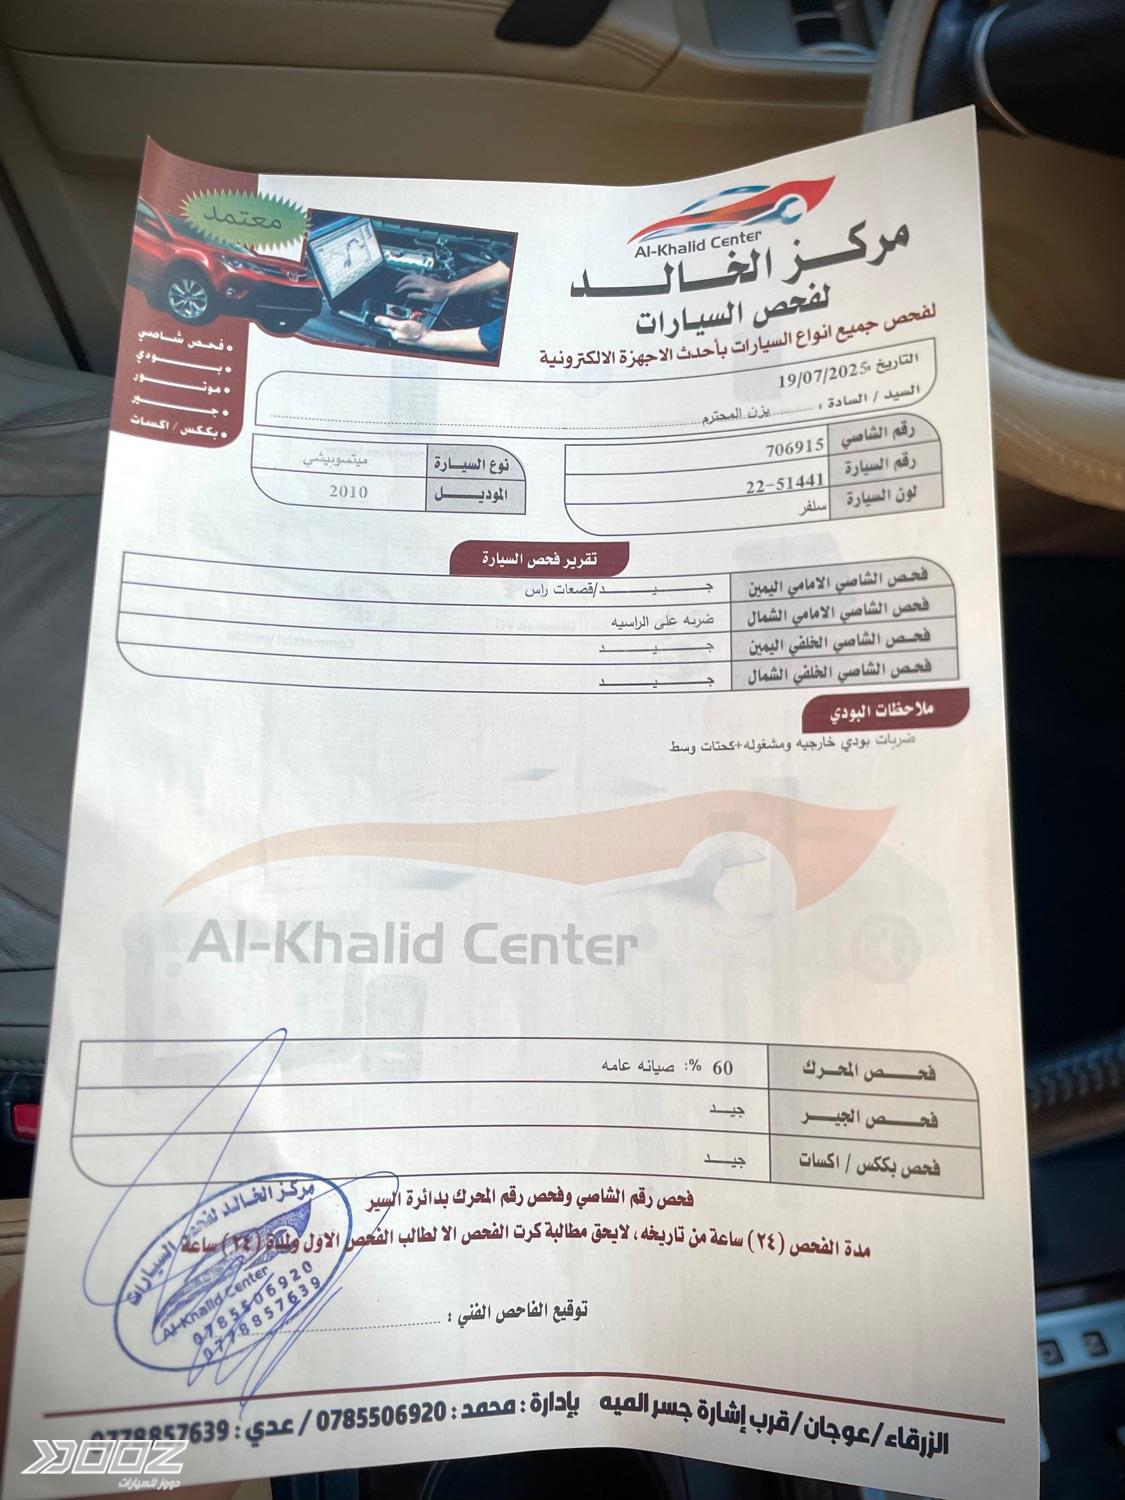 معتمد
Al-Khalid Center
مركز الخالد
لفحص السيارات
لفحص جميع انواع السيارات بأحدث الاجهزة الالكترونية
• فحص شاصي
• بودي
• موتور
• جير
• بككس / اكسات
التاريخ : 19/07/2025
السيد / السادة : يزن المحترم
رقم الشاصي 706915
رقم السيارة 22-51441
لون السيارة سلفر
نوع السيارة ميتسوبيشي
الموديل 2010
تقرير فحص السيارة
فحص الشاصي الامامي اليمين جيد/قصعات راس
فحص الشاصي الامامي الشمال ضربه على الراسيه
فحص الشاصي الخلفي اليمين جيد
فحص الشاصي الخلفي الشمال جيد
ملاحظات البودي
ضربات بودي خارجيه ومشغوله+كحتات وسط
Al-Khalid Center
فحص المحرك 60 %: صيانه عامه
فحص الجير جيد
فحص بككس / اكسات جيد
فحص رقم الشاصي وفحص رقم المحرك بدائرة السير
مدة الفحص (٢٤) ساعة من تاريخه ، لايحق مطالبة كرت الفحص الا لطالب الفحص الاول ولمدة (٢٤) ساعة
مركز الخالد لفحص السيارات
Al-Khalid Center
0785506920
0778857639
توقيع الفاحص الفني :
الزرقاء/عوجان/قرب إشارة جسر الميه بإدارة : محمد : 0785506920 / عدي : 0778857639
DOOZ
دووز للسيارات